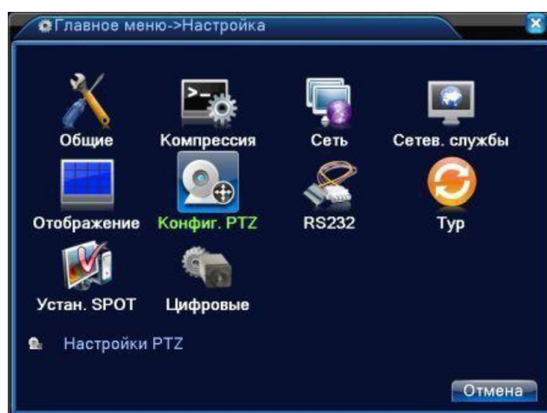 Главное меню->Настройка
Общие Компрессия Сеть Сетев. службы
Отображение Конфиг. PTZ RS232 Тур
Устан. SPOT Цифровые
Настройки PTZ
Отмена